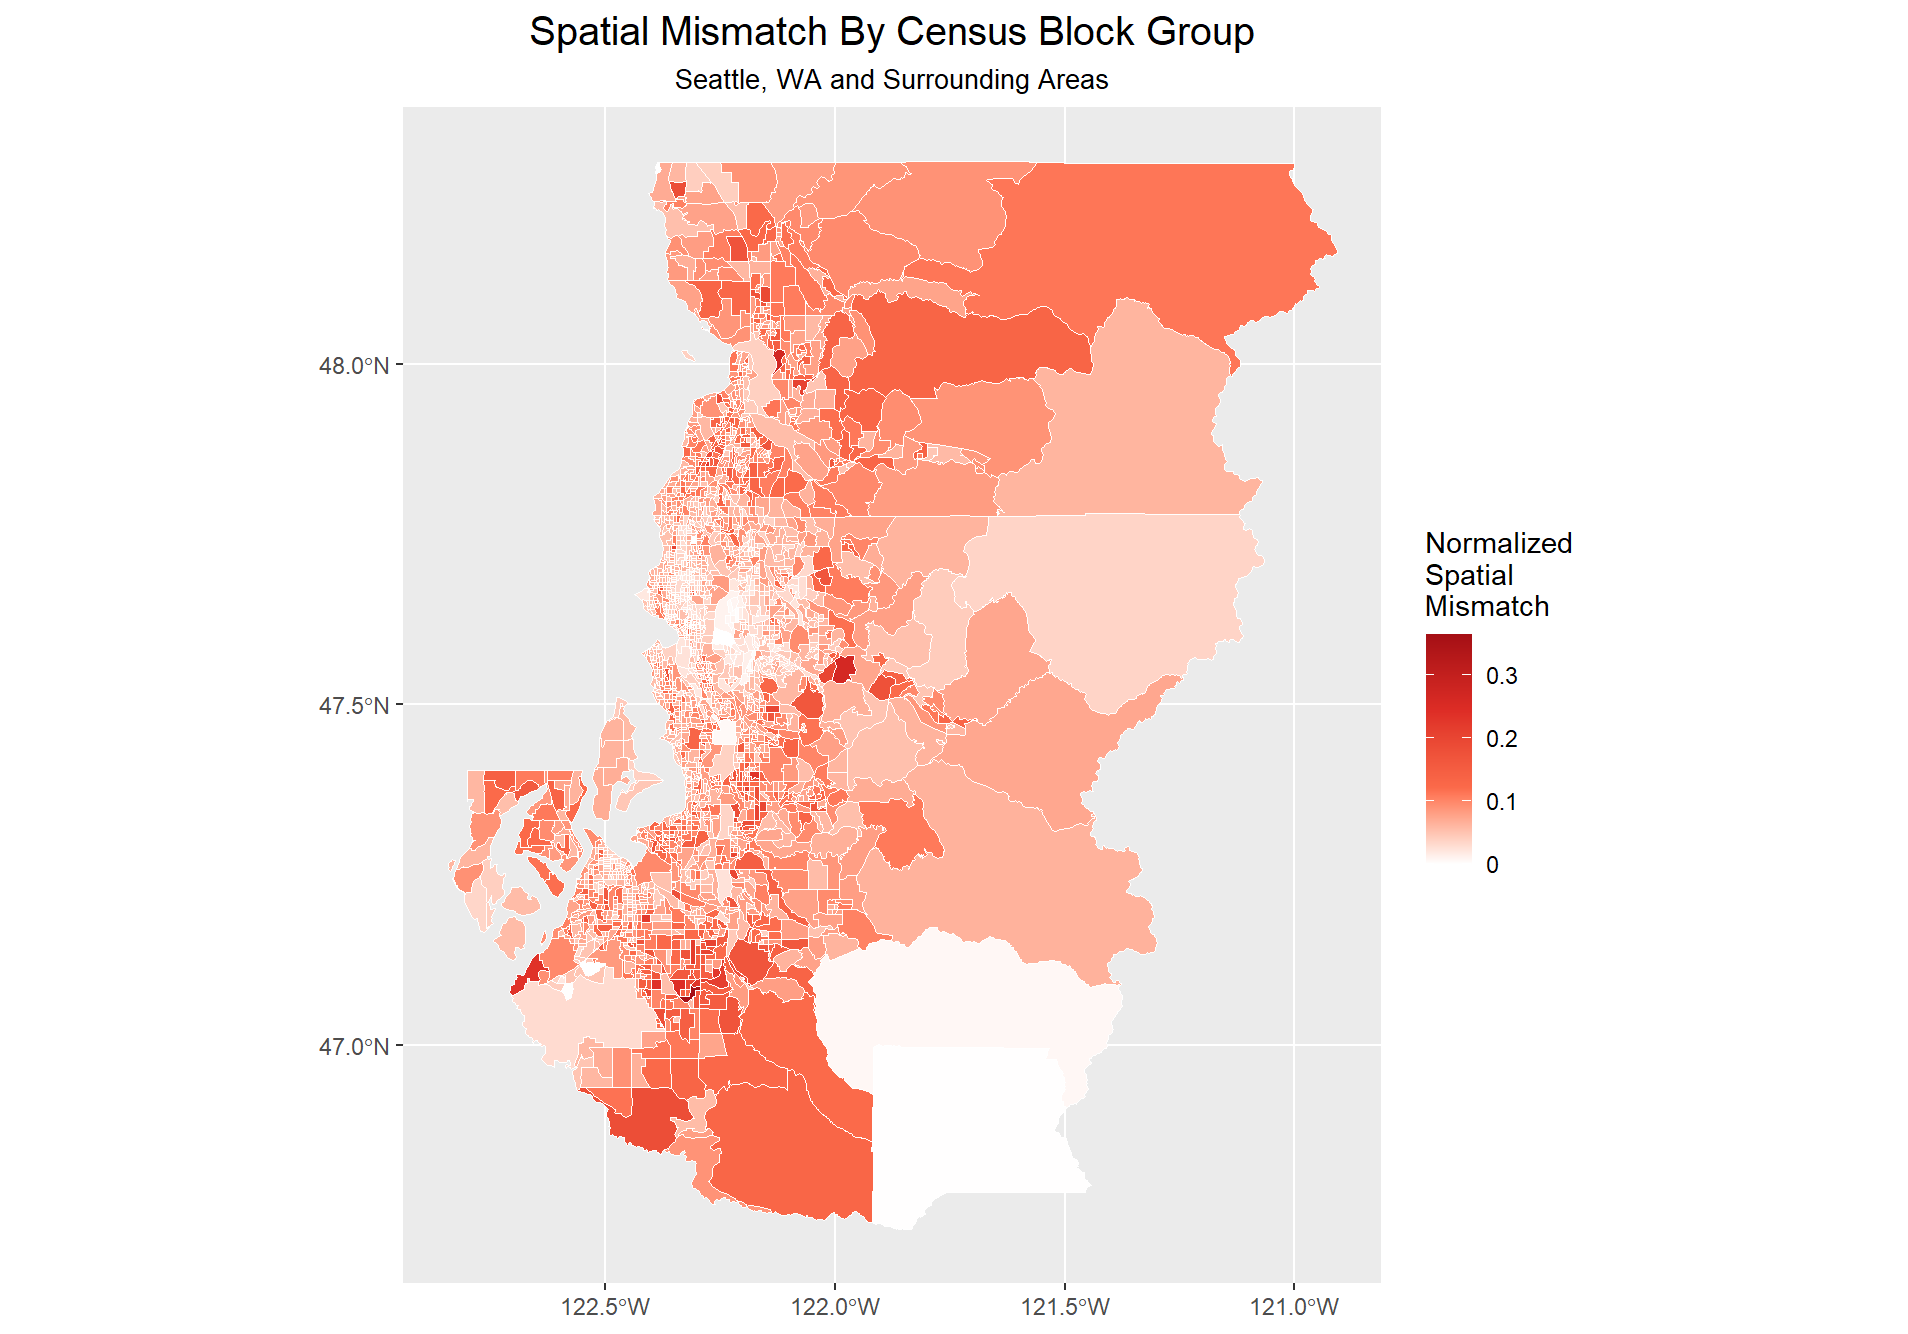 Spatial Mismatch By Census Block Group
Seattle, WA and Surrounding Areas
48.0°N
47.5°N
47.0°N
122.5°W
122.0°W
121.5°W
121.0°W
Normalized
Spatial
Mismatch
0.3
0.2
0.1
0